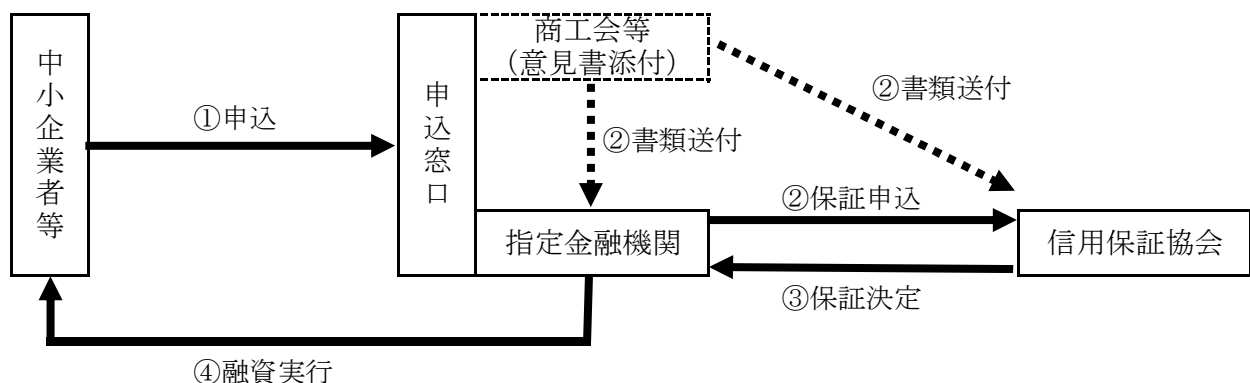 中小企業者等
①申込
申込窓口
商工会等
(意見書添付)
②書類送付
②書類送付
指定金融機関
②保証申込
③保証決定
信用保証協会
④融資実行